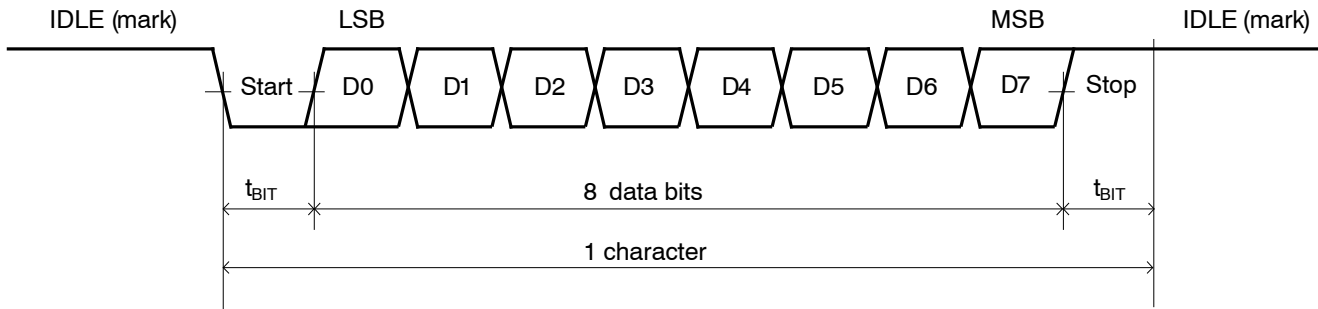 IDLE (mark) LSB MSB IDLE (mark)
Start D0 D1 D2 D3 D4 D5 D6 D7 Stop
tBIT 8 data bits tBIT
1 character